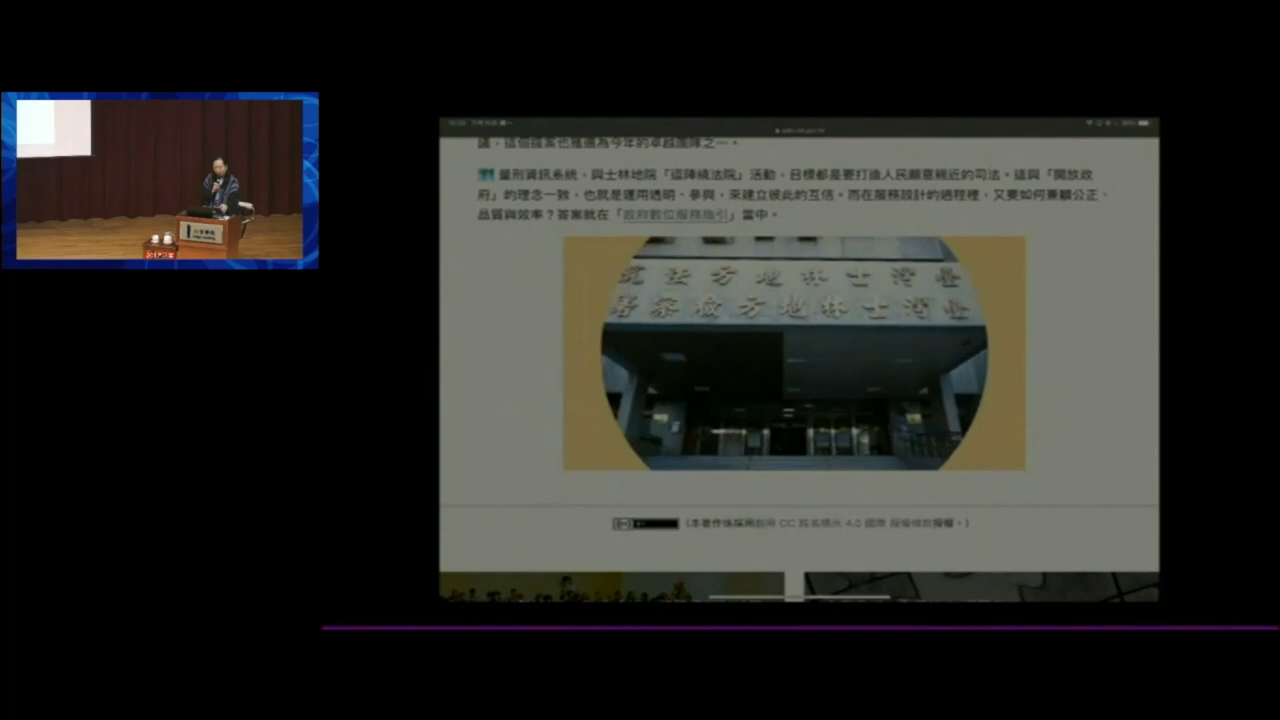 議，這個提案也獲選為今年的卓越團隊之一。
量刑資訊系統，與士林地院「逗陣繞法院」活動，目標都是要打造人民願意親近的司法。這與「開放政
府」的理念一致，也就是運用透明、參與，來建立彼此的互信。而在服務設計的過程裡，又要如何兼顧公正、
品質與效率？答案就在「政府數位服務指引」當中。
臺灣士林地方法院
臺灣士林地方檢察署
(本著作係採用創用 CC 姓名標示 4.0 國際 授權條款授權。)